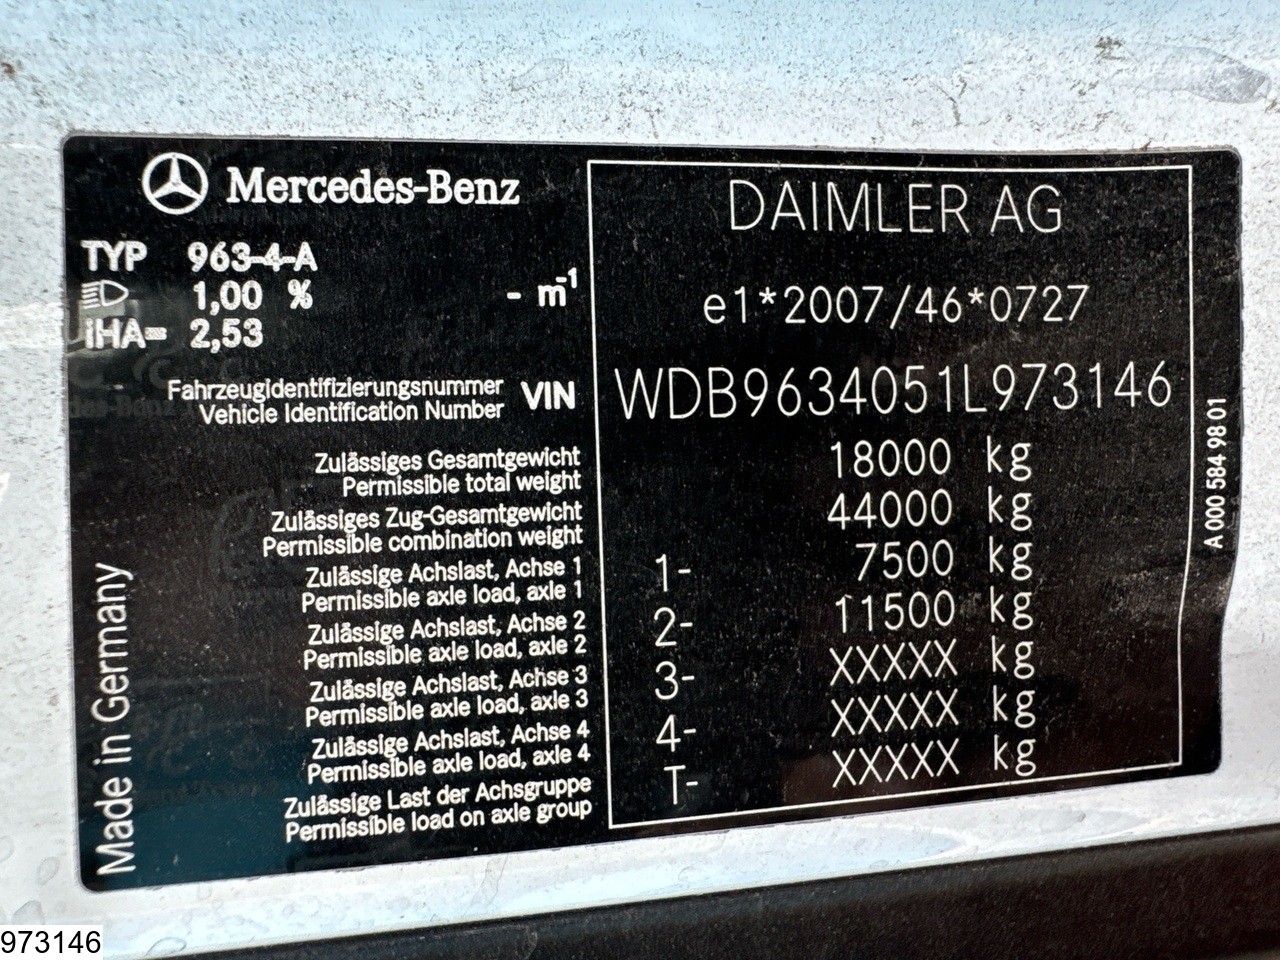 Mercedes-Benz
DAIMLER AG
TYP 963-4-A
1,00 % - m-1
iHA= 2,53
e1*2007/46*0727
Fahrzeugidentifizierungsnummer
Vehicle Identification Number
VIN
WDB9634051L973146
Zulässiges Gesamtgewicht
Permissible total weight
18000 kg
Zulässiges Zug-Gesamtgewicht
Permissible combination weight
44000 kg
Zulässige Achslast, Achse 1
Permissible axle load, axle 1
1- 7500 kg
Zulässige Achslast, Achse 2
Permissible axle load, axle 2
2- 11500 kg
Zulässige Achslast, Achse 3
Permissible axle load, axle 3
3- XXXXX kg
Zulässige Achslast, Achse 4
Permissible axle load, axle 4
4- XXXXX kg
Zulässige Last der Achsgruppe
Permissible load on axle group
T- XXXXX kg
Made in Germany
A 000 584 98 01
973146